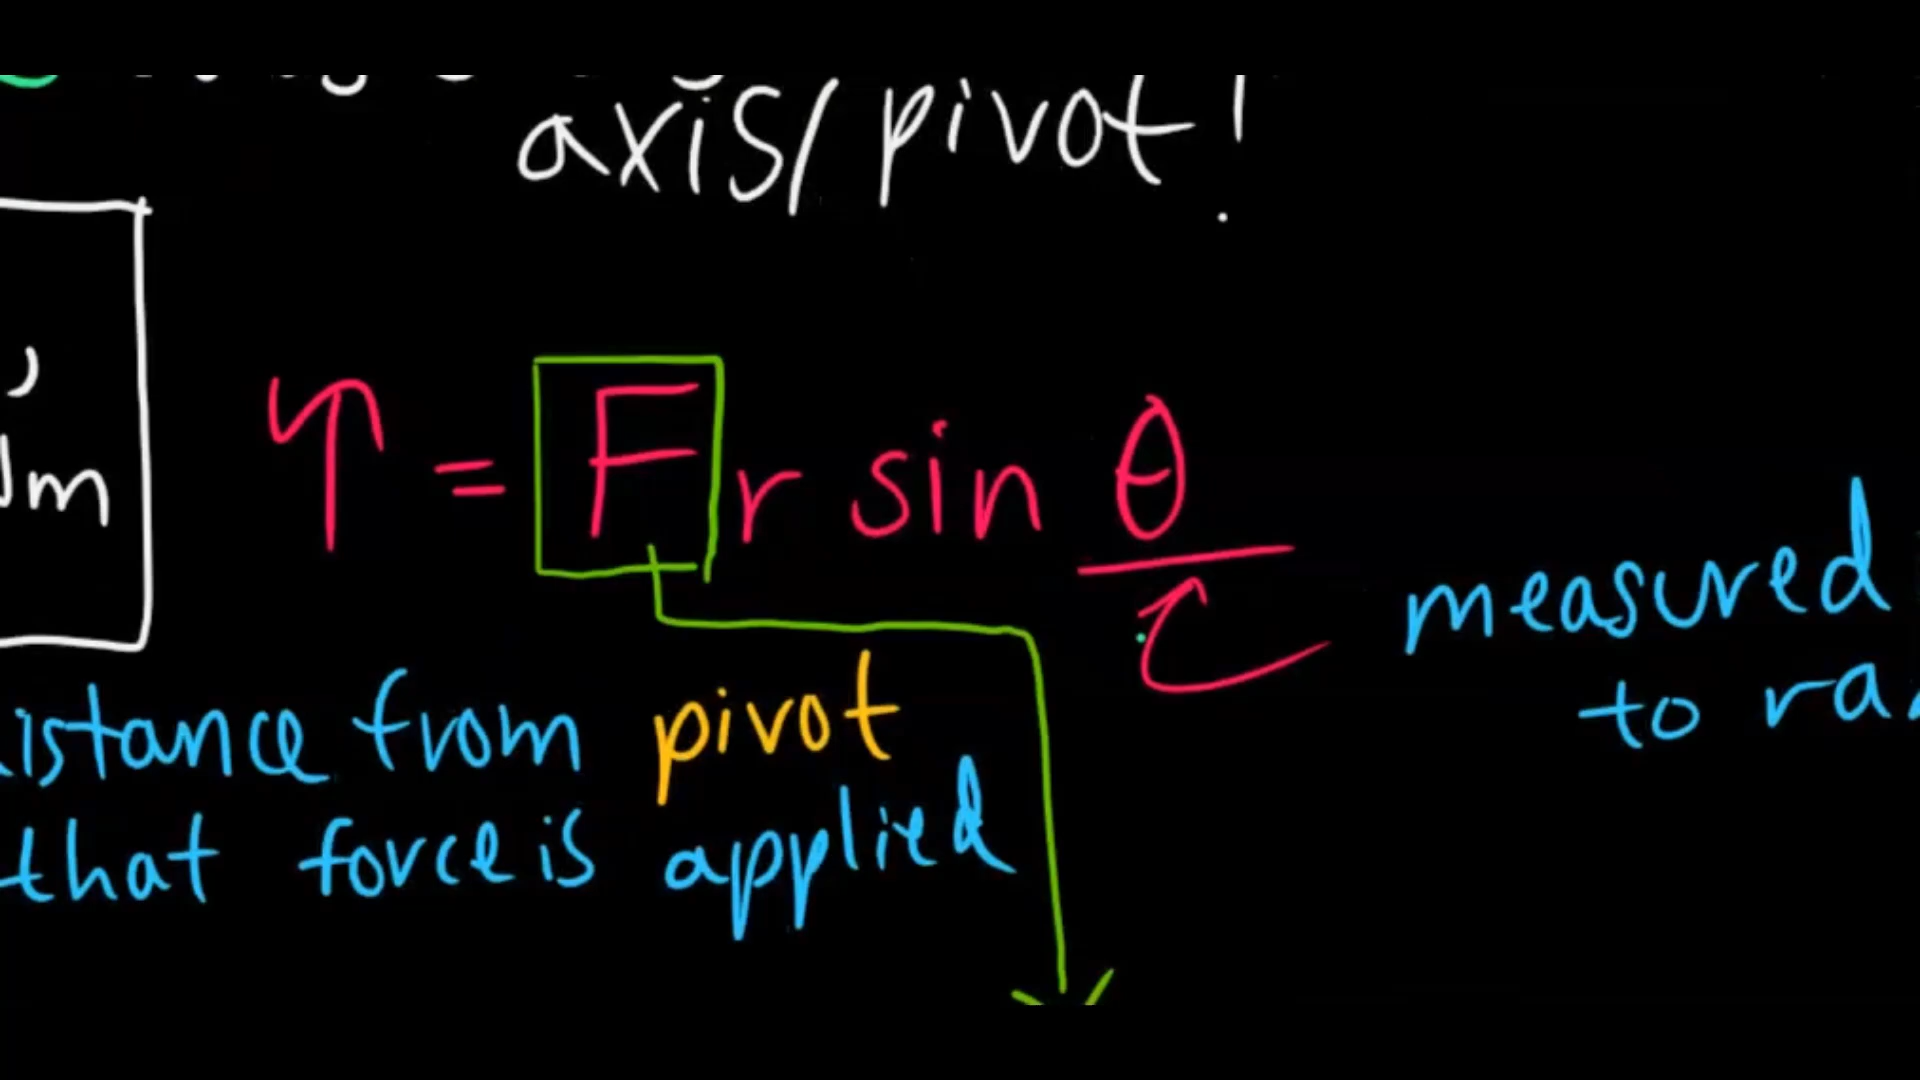 axis/pivot!
,
Nm
τ = F r sin θ
measured
to ra
istance from pivot
that force is applied